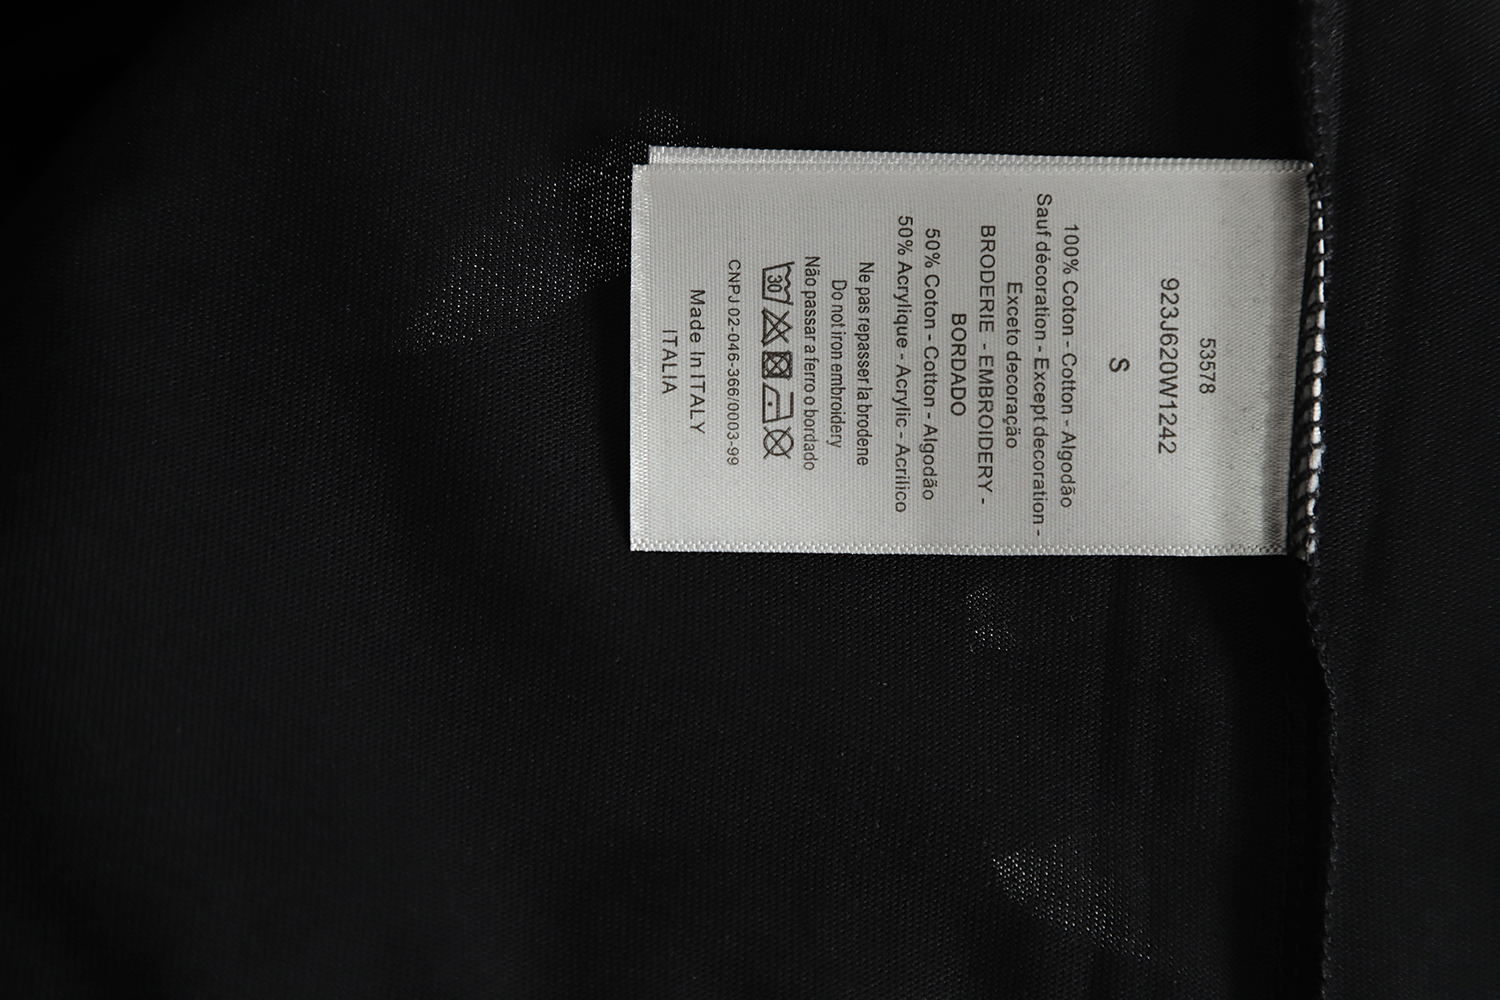 53578
923J620W1242
S
100% Coton - Cotton - Algodão
Sauf décoration - Except decoration -
Exceto decoração
BRODERIE - EMBROIDERY -
BORDADO
50% Coton - Cotton - Algodão
50% Acrylique - Acrylic - Acrilico
Ne pas repasser la brodene
Do not iron embroidery
Não passar a ferro o bordado
30
CNPJ 02-046-366/0003-99
Made In ITALY
ITALIA